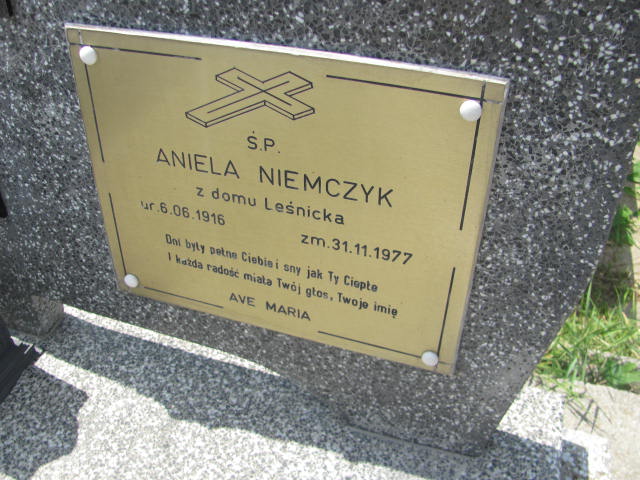 Ś.P.
ANIELA NIEMCZYK
z domu Leśnicka
ur.6.06.1916
zm.31.11.1977
Dni były pełne Ciebie i sny jak Ty Ciepłe
I każda radość miała Twój głos, Twoje imię
AVE MARIA